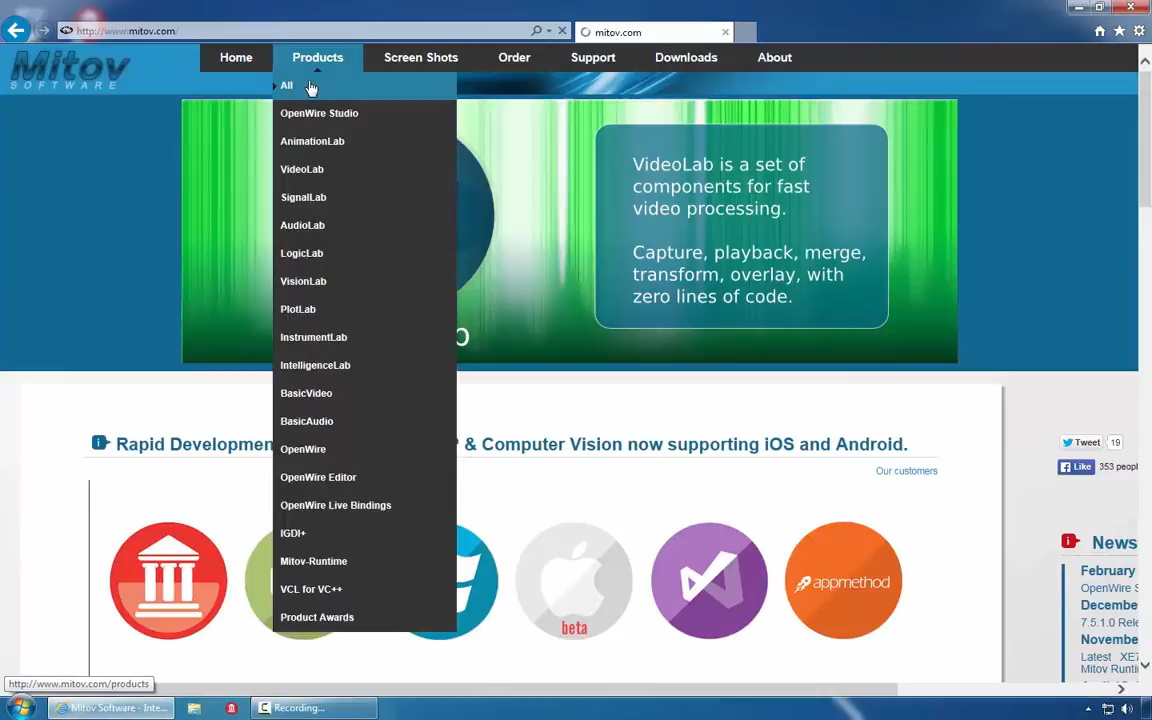 http://www.mitov.com/
mitov.com
Mitov
SOFTWARE
Home
Products
Screen Shots
Order
Support
Downloads
About
All
OpenWire Studio
AnimationLab
VideoLab
SignalLab
AudioLab
LogicLab
VisionLab
PlotLab
InstrumentLab
IntelligenceLab
BasicVideo
BasicAudio
OpenWire
OpenWire Editor
OpenWire Live Bindings
IGDI+
Mitov-Runtime
VCL for VC++
Product Awards
VideoLab is a set of
components for fast
video processing.
Capture, playback, merge,
transform, overlay, with
zero lines of code.
Rapid Developmen P & Computer Vision now supporting iOS and Android.
Our customers
Tweet 19
Like 353 peopl
beta
appmethod
News
February
OpenWire S
Decembe
7.5.1.0 Rele
Novembe
Latest XE7
Mitov Runti
http://www.mitov.com/products
Mitov Software - Inte...
Recording...